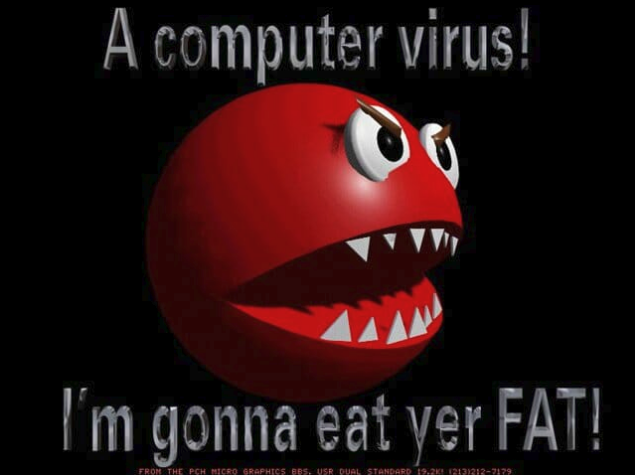 A computer virus!
I'm gonna eat yer FAT!
FROM THE PCH MICRO GRAPHICS BBS. USR DUAL STANDARD 19.2K! (213)212-7179